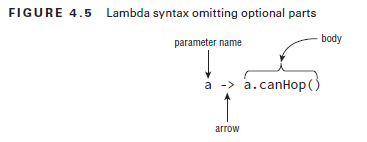 FIGURE 4.5 Lambda syntax omitting optional parts
parameter name
body
a -> a.canHop()
arrow